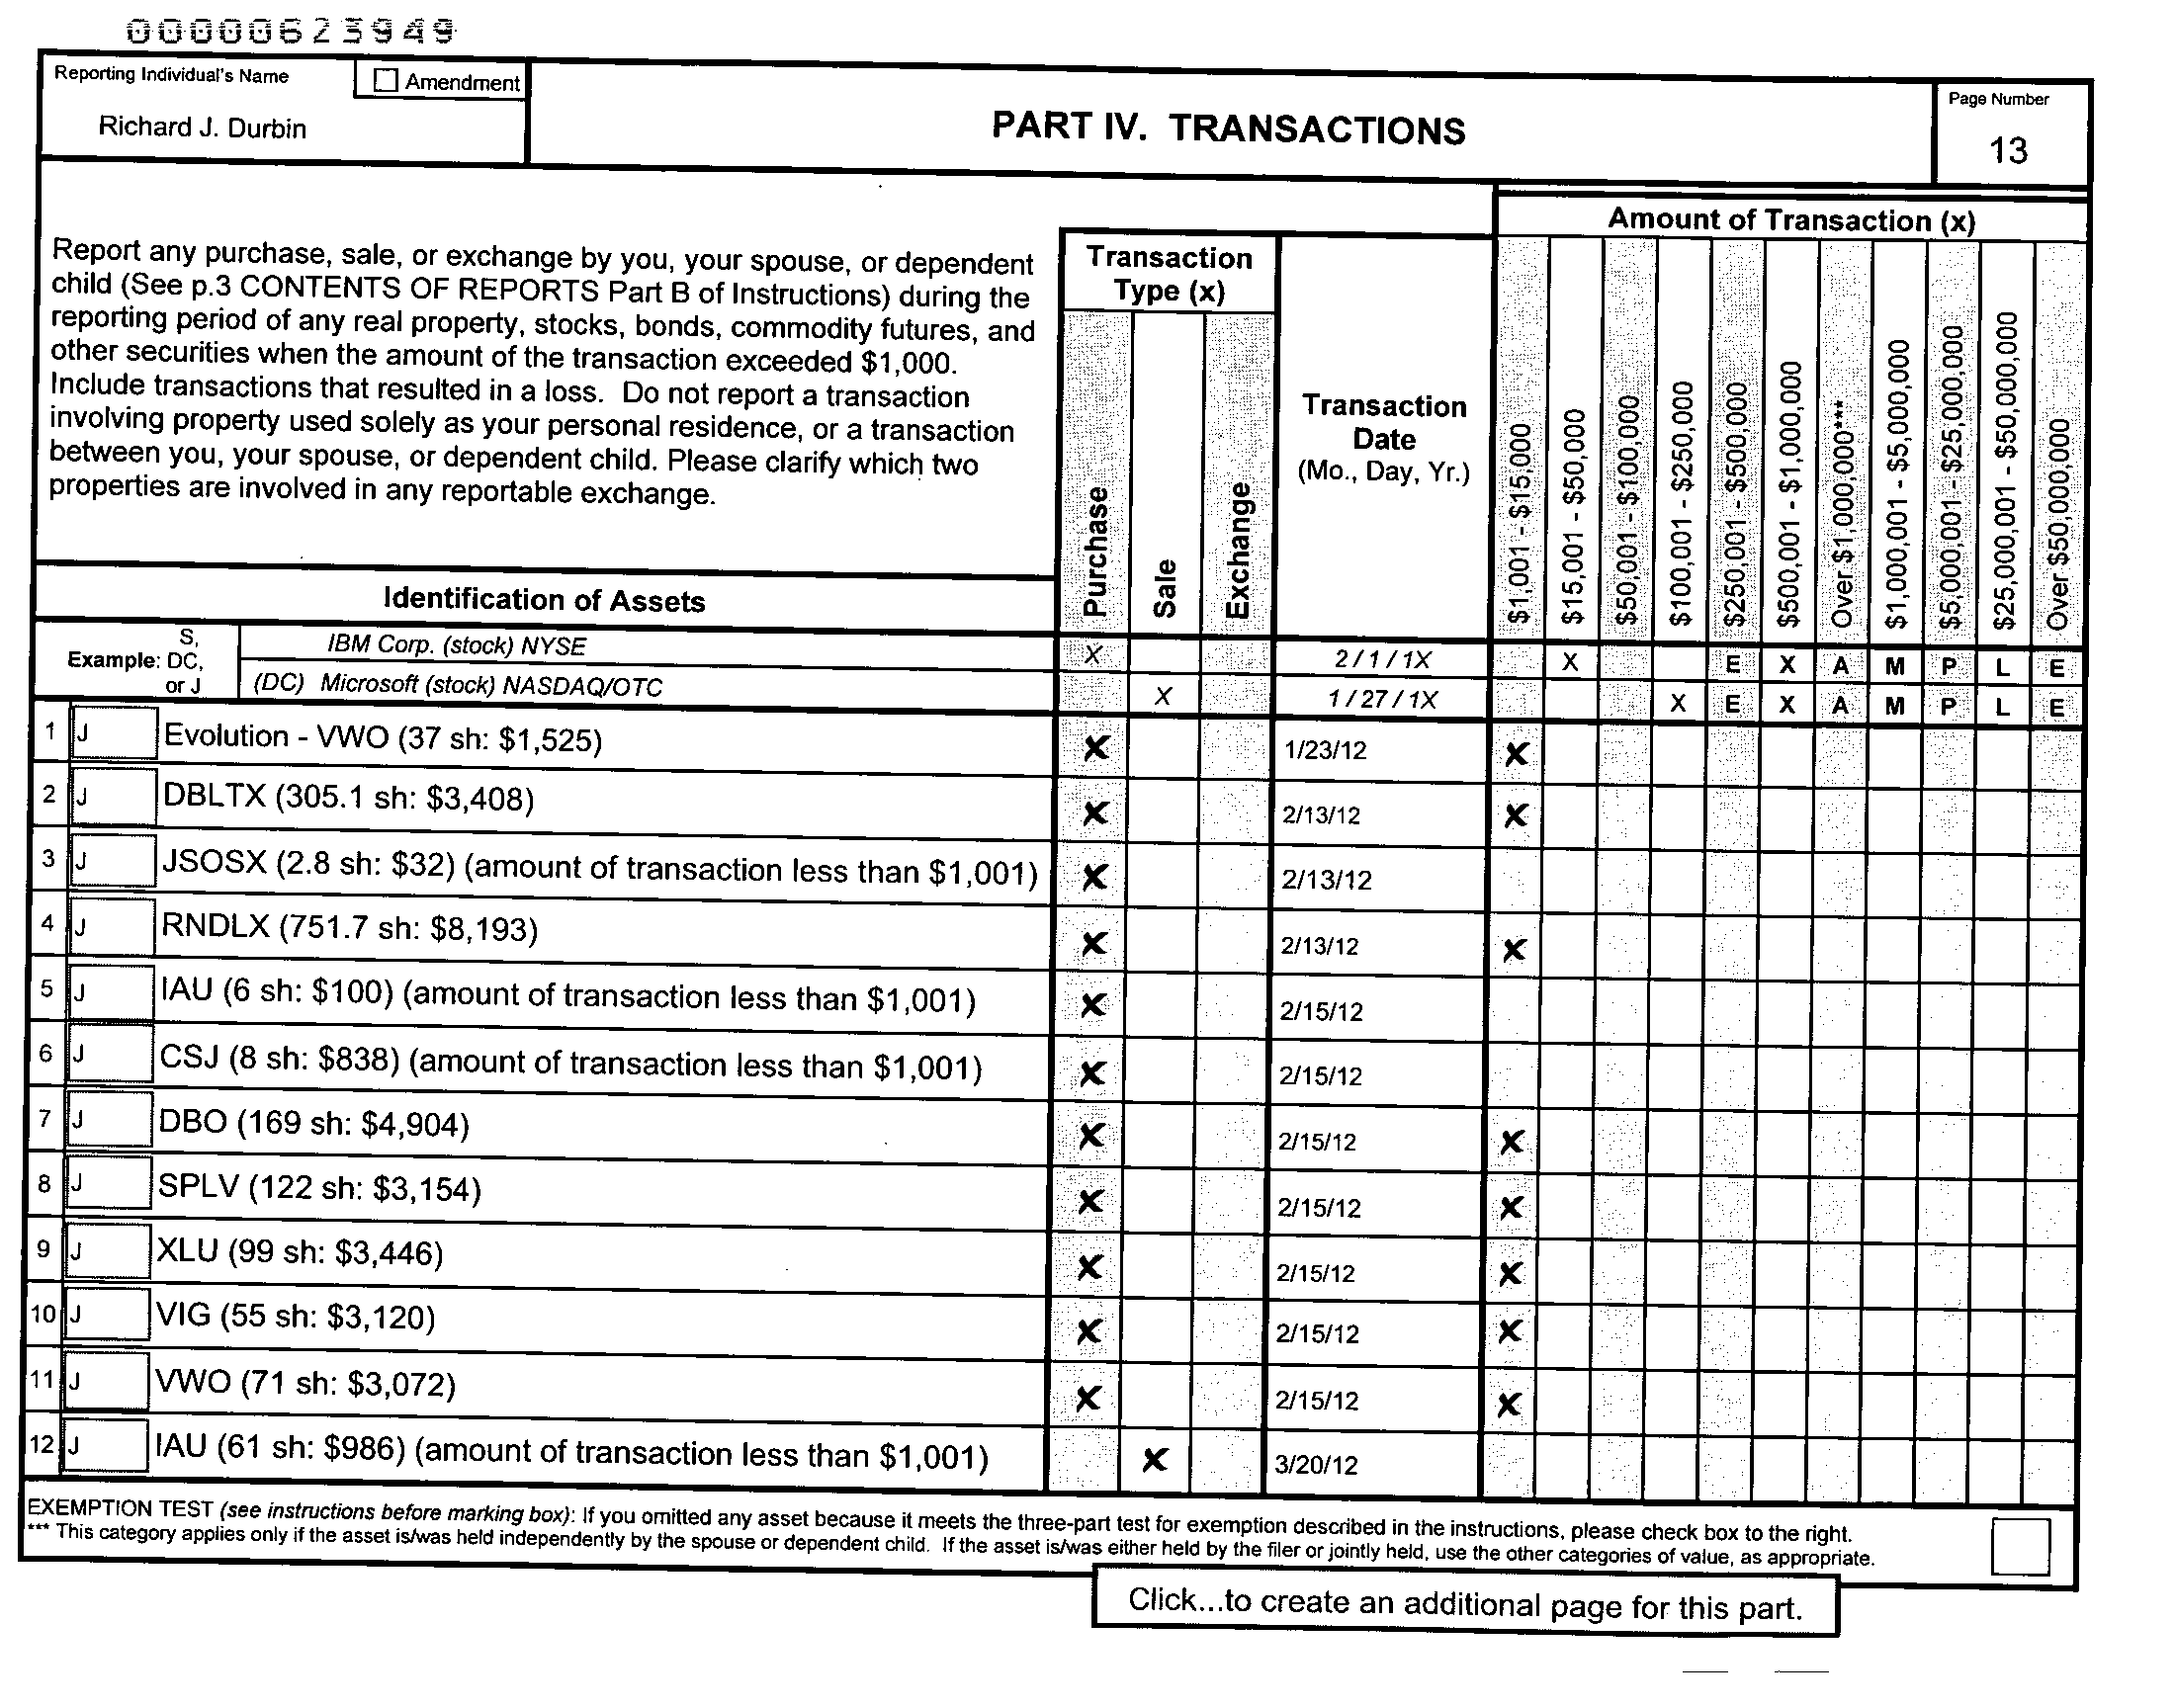 00000623949
Reporting Individual's Name
Amendment
Richard J. Durbin
PART IV. TRANSACTIONS
Page Number
13
Report any purchase, sale, or exchange by you, your spouse, or dependent
child (See p.3 CONTENTS OF REPORTS Part B of Instructions) during the
reporting period of any real property, stocks, bonds, commodity futures, and
other securities when the amount of the transaction exceeded $1,000.
Include transactions that resulted in a loss. Do not report a transaction
involving property used solely as your personal residence, or a transaction
between you, your spouse, or dependent child. Please clarify which two
properties are involved in any reportable exchange.
Identification of Assets
Transaction
Type (x)
Purchase
Sale
Exchange
Transaction
Date
(Mo., Day, Yr.)
Amount of Transaction (x)
$1,001 - $15,000
$15,001 - $50,000
$50,001 - $100,000
$100,001 - $250,000
$250,001 - $500,000
$500,001 - $1,000,000
Over $1,000,000***
$1,000,001 - $5,000,000
$5,000,001 - $25,000,000
$25,000,001 - $50,000,000
Over $50,000,000
Example: S,
DC,
or J
IBM Corp. (stock) NYSE X 2 / 1 / 1X X E X A M P L E
(DC) Microsoft (stock) NASDAQ/OTC X 1 / 27 / 1X X E X A M P L E
1 J Evolution - VWO (37 sh: $1,525) X 1/23/12 X
2 J DBLTX (305.1 sh: $3,408) X 2/13/12 X
3 J JSOSX (2.8 sh: $32) (amount of transaction less than $1,001) X 2/13/12
4 J RNDLX (751.7 sh: $8,193) X 2/13/12 X
5 J IAU (6 sh: $100) (amount of transaction less than $1,001) X 2/15/12
6 J CSJ (8 sh: $838) (amount of transaction less than $1,001) X 2/15/12
7 J DBO (169 sh: $4,904) X 2/15/12 X
8 J SPLV (122 sh: $3,154) X 2/15/12 X
9 J XLU (99 sh: $3,446) X 2/15/12 X
10 J VIG (55 sh: $3,120) X 2/15/12 X
11 J VWO (71 sh: $3,072) X 2/15/12 X
12 J IAU (61 sh: $986) (amount of transaction less than $1,001) X 3/20/12
EXEMPTION TEST (see instructions before marking box): If you omitted any asset because it meets the three-part test for exemption described in the instructions, please check box to the right.
*** This category applies only if the asset is/was held independently by the spouse or dependent child. If the asset is/was either held by the filer or jointly held, use the other categories of value, as appropriate.
Click...to create an additional page for this part.